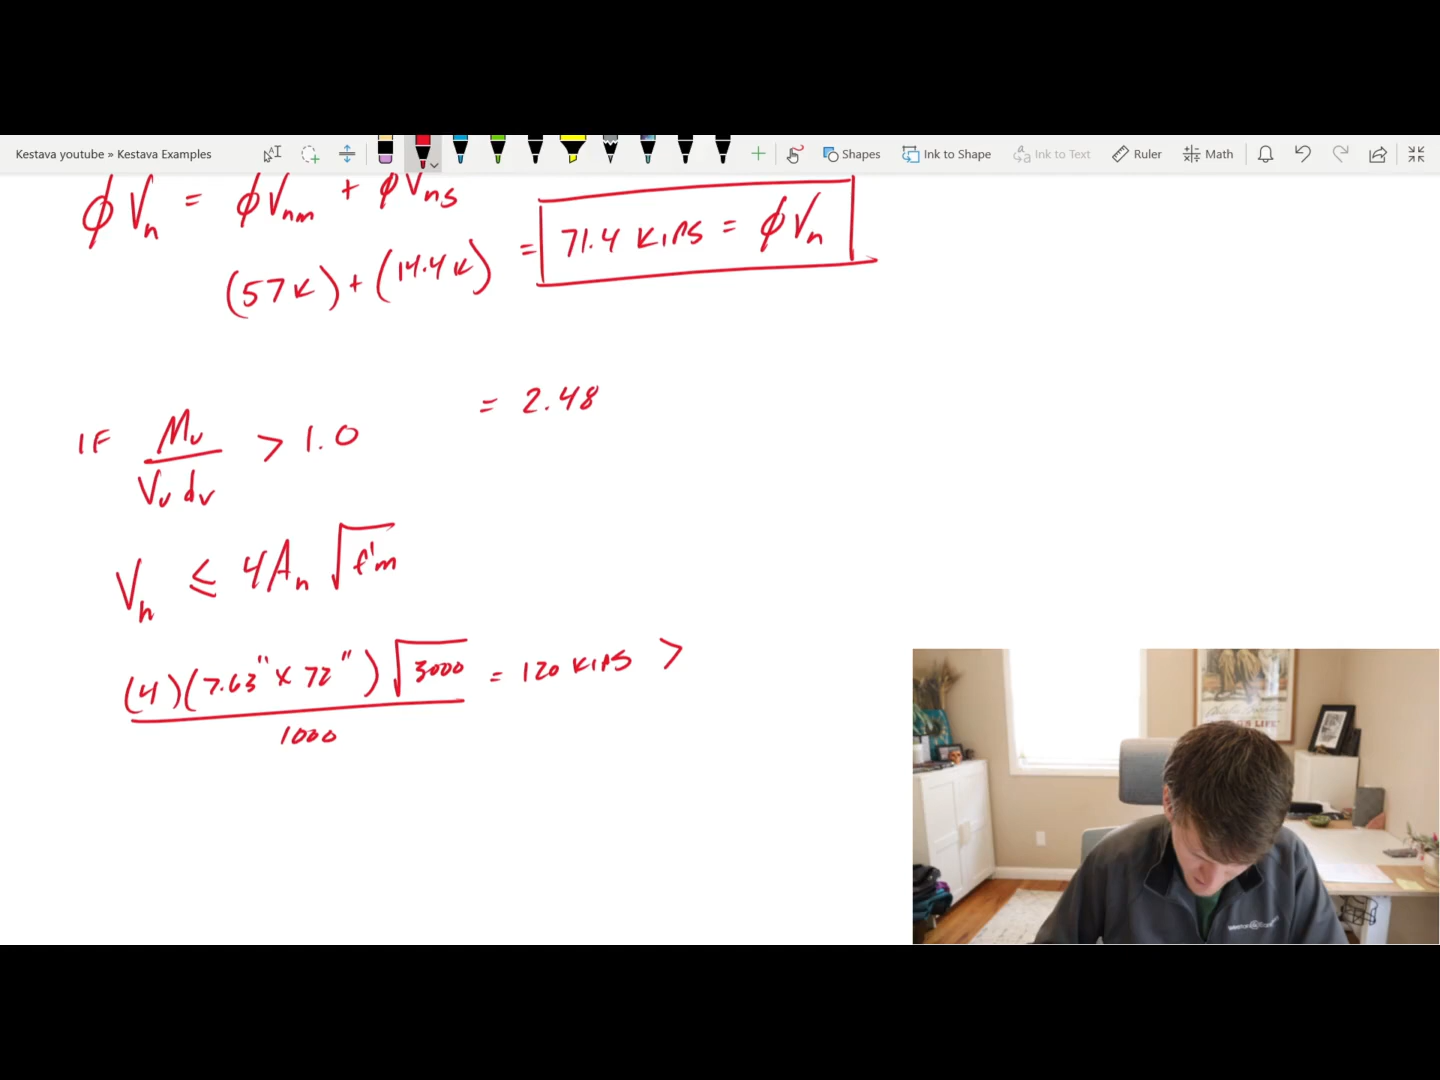 Kestava youtube » Kestava Examples Shapes Ink to Shape Ink to Text Ruler Math
φVn = φVnm + φVns
(57K) + (14.4K) = 71.4 KIPS = φVn
= 2.48
IF Mu / Vu dv > 1.0
Vn ≤ 4An √f'm
(4)(7.63" x 72")√3000 / 1000 = 120 KIPS >